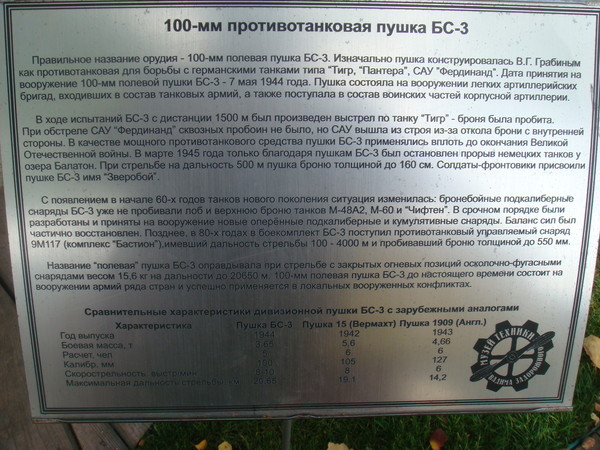 100-мм противотанковая пушка БС-3
Правильное название орудия - 100-мм полевая пушка БС-3. Изначально пушка конструировалась В.Г. Грабиным
как противотанковая для борьбы с германскими танками типа "Тигр, "Пантера", САУ "Фердинанд". Дата принятия на
вооружение 100-мм полевой пушки БС-3 - 7 мая 1944 года. Пушка состояла на вооружении легких артиллерийских
бригад, входивших в состав танковых армий, а также поступала в состав воинских частей корпусной артиллерии.
В ходе испытаний БС-3 с дистанции 1500 м был произведен выстрел по танку "Тигр" - броня была пробита.
При обстреле САУ "Фердинанд" сквозных пробоин не было, но САУ вышла из строя из-за откола брони с внутренней
стороны. В качестве мощного противотанкового средства пушки БС-3 применялись вплоть до окончания Великой
Отечественной войны. В марте 1945 года только благодаря пушкам БС-3 был остановлен прорыв немецких танков у
озера Балатон. При стрельбе на дальность 500 м пушка броню толщиной до 160 см. Солдаты-фронтовики присвоили
пушке БС-3 имя "Зверобой".
С появлением в начале 60-х годов танков нового поколения ситуация изменилась: бронебойные подкалиберные
снаряды БС-3 уже не пробивали лоб и верхнюю броню танков М-48А2, М-60 и "Чифтен". В срочном порядке были
разработаны и приняты на вооружение новые оперённые подкалиберные и кумулятивные снаряды. Баланс сил был
частично восстановлен. Позднее, в 80-х годах в боекомплект БС-3 поступил противотанковый управляемый снаряд
9М117 (комплекс "Бастион"),имевший дальность стрельбы 100 - 4000 м и пробивавший броню толщиной до 550 мм.
Название "полевая" пушка БС-3 оправдывала при стрельбе с закрытых огневых позиций осколочно-фугасными
снарядами весом 15,6 кг на дальность до 20650 м. 100-мм полевая пушка БС-3 до настоящего времени состоит на
вооружении армий ряда стран и успешно применяется в локальных вооруженных конфликтах.
Сравнительные характеристики дивизионной пушки БС-3 с зарубежными аналогами
Характеристика Пушка БС-3 Пушка 15 (Вермахт) Пушка 1909 (Англ.)
Год выпуска 1944 1942 1943
Боевая масса, т 3,65 5,6 4,66
Расчет, чел 6 6
Калибр, мм 100 105 127
Скорострельность, выстр-мин 8 6
Максимальная дальность стрельбы, км 20,65 19,1 14,2
МУЗЕЙ ТЕХНИКИ
ВАДИМА ЗАДОРОЖНОГО